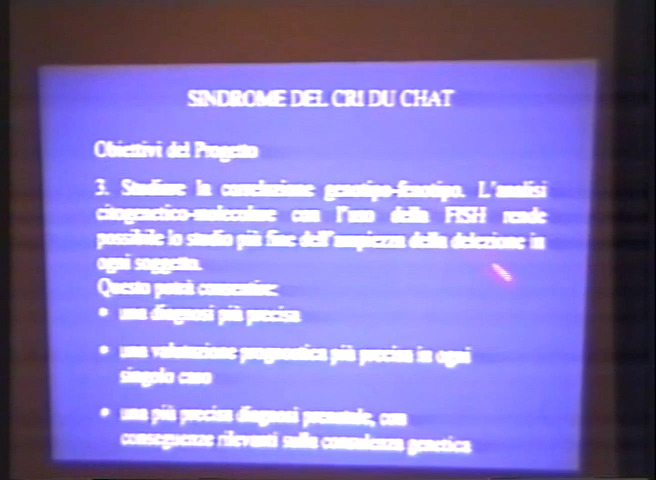 SINDROME DEL CRI DU CHAT
Obiettivi del Progetto
3. Studiare la correlazione genotipo-fenotipo. L'analisi
citogenetico-molecolare con l'uso della FISH rende
possibile lo studio più fine dell'ampiezza della delezione in
ogni soggetto.
Questo potrà consentire:
• una diagnosi più precisa
• una valutazione prognostica più precisa in ogni
singolo caso
• una più precisa diagnosi prenatale, con
conseguenze rilevanti sulla consulenza genetica